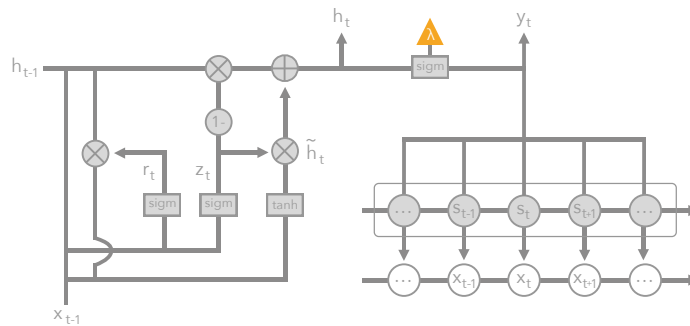 h_t
y_t
λ
h_{t-1}
sigm
1-
h̃_t
r_t
z_t
sigm
sigm
tanh
... s_{t-1} s_t s_{t+1} ...
... x_{t-1} x_t x_{t+1} ...
x_{t-1}